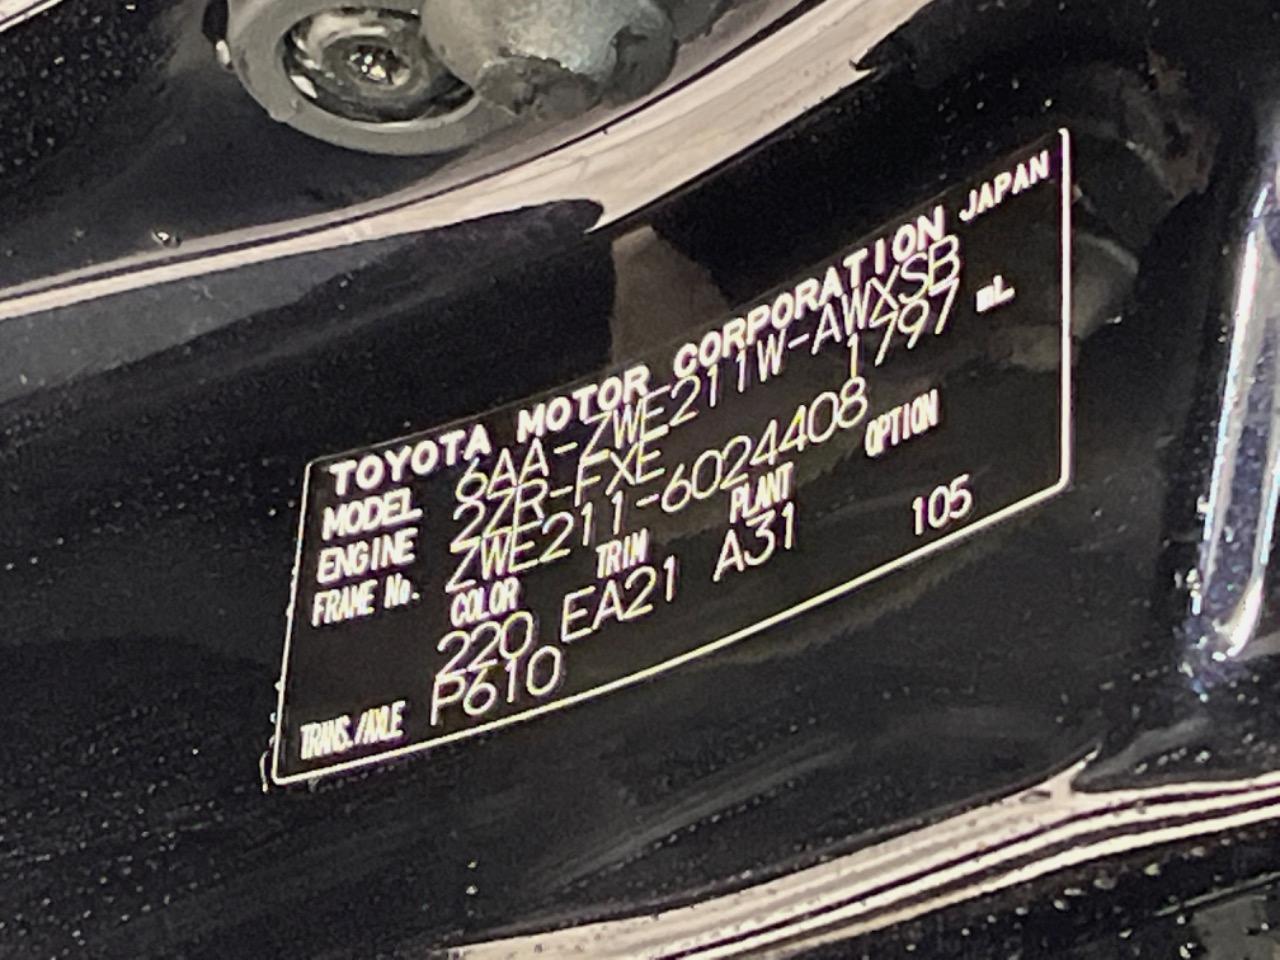 TOYOTA MOTOR CORPORATION JAPAN
MODEL 6AA-ZWE211W-AWXSB
ENGINE 2ZR-FXE 1797 mL
FRAME No. ZWE211-6024408
COLOR TRIM PLANT OPTION
220 EA21 A31 105
TRANS./AXLE P610